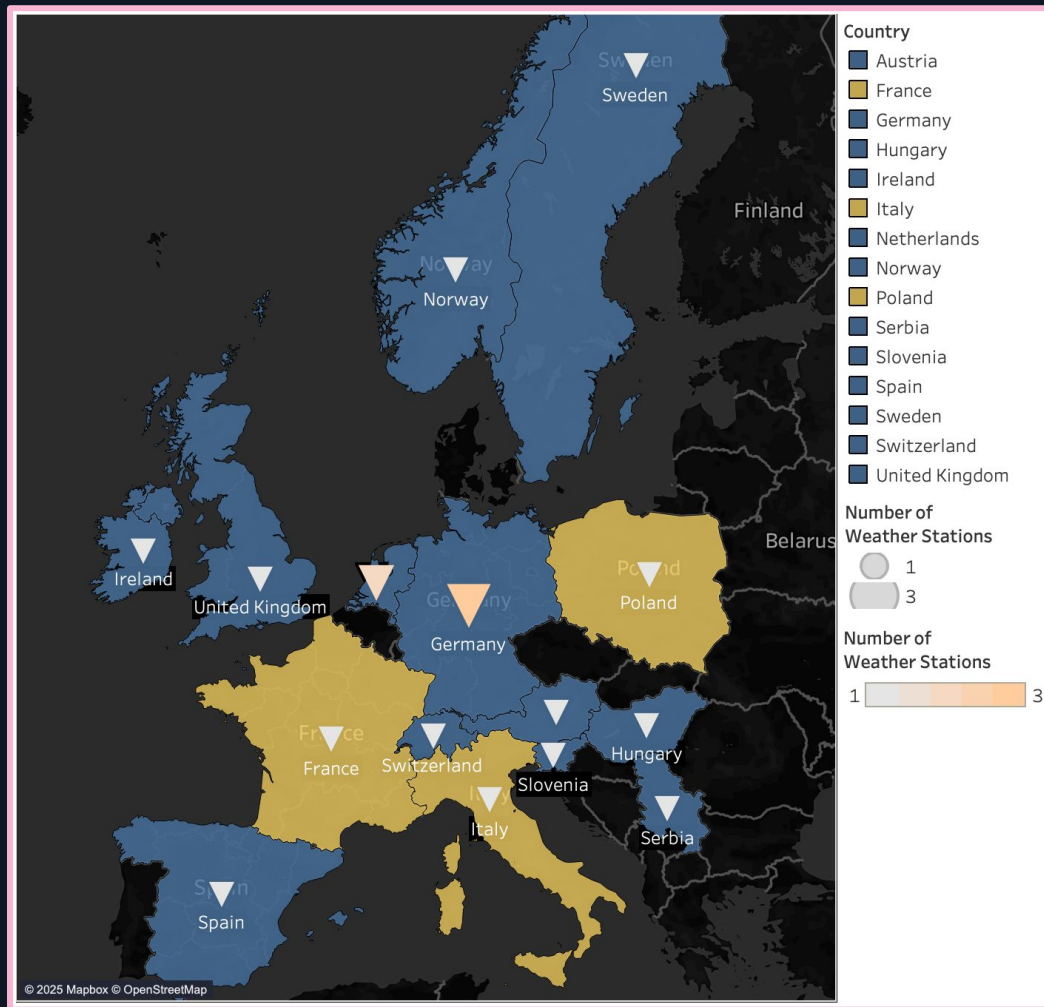 Sweden
Sweden
Finland
Norway
Norway
Belarus
Ireland
United Kingdom
Germany
Germany
Poland
Poland
France
France
Switzerland
Hungary
Slovenia
Italy
Italy
Serbia
Spain
Spain
© 2025 Mapbox © OpenStreetMap
Country
Austria
France
Germany
Hungary
Ireland
Italy
Netherlands
Norway
Poland
Serbia
Slovenia
Spain
Sweden
Switzerland
United Kingdom
Number of
Weather Stations
1
3
Number of
Weather Stations
1 3